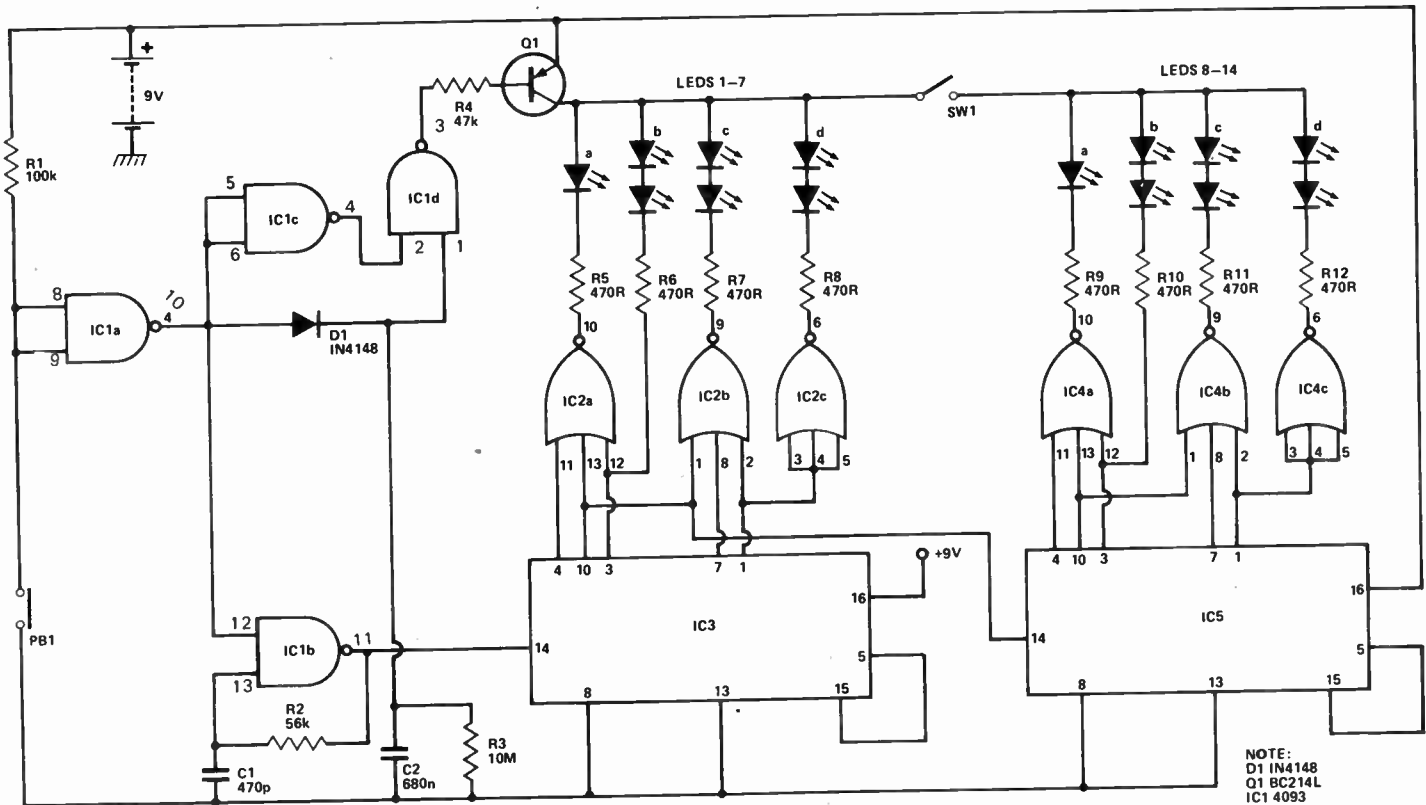 +
9V
Q1
R4
47k
3
LEDS 1–7
SW1
LEDS 8–14
R1
100k
5
6
IC1c
4
IC1d
2
1
a
b
c
d
a
b
c
d
R5
470R
R6
470R
R7
470R
R8
470R
R9
470R
R10
470R
R11
470R
R12
470R
8
9
IC1a
10
4
D1
IN4148
10
9
6
10
9
6
IC2a
IC2b
IC2c
IC4a
IC4b
IC4c
11
13
12
1
8
2
3
4
5
11
13
12
1
8
2
3
4
5
4
10
3
7
1
+9V
4
10
3
7
1
16
16
PB1
12
13
IC1b
11
14
IC3
5
14
IC5
5
8
13
15
8
13
15
R2
56k
C1
470p
C2
680n
R3
10M
NOTE:
D1 IN4148
Q1 BC214L
IC1 4093